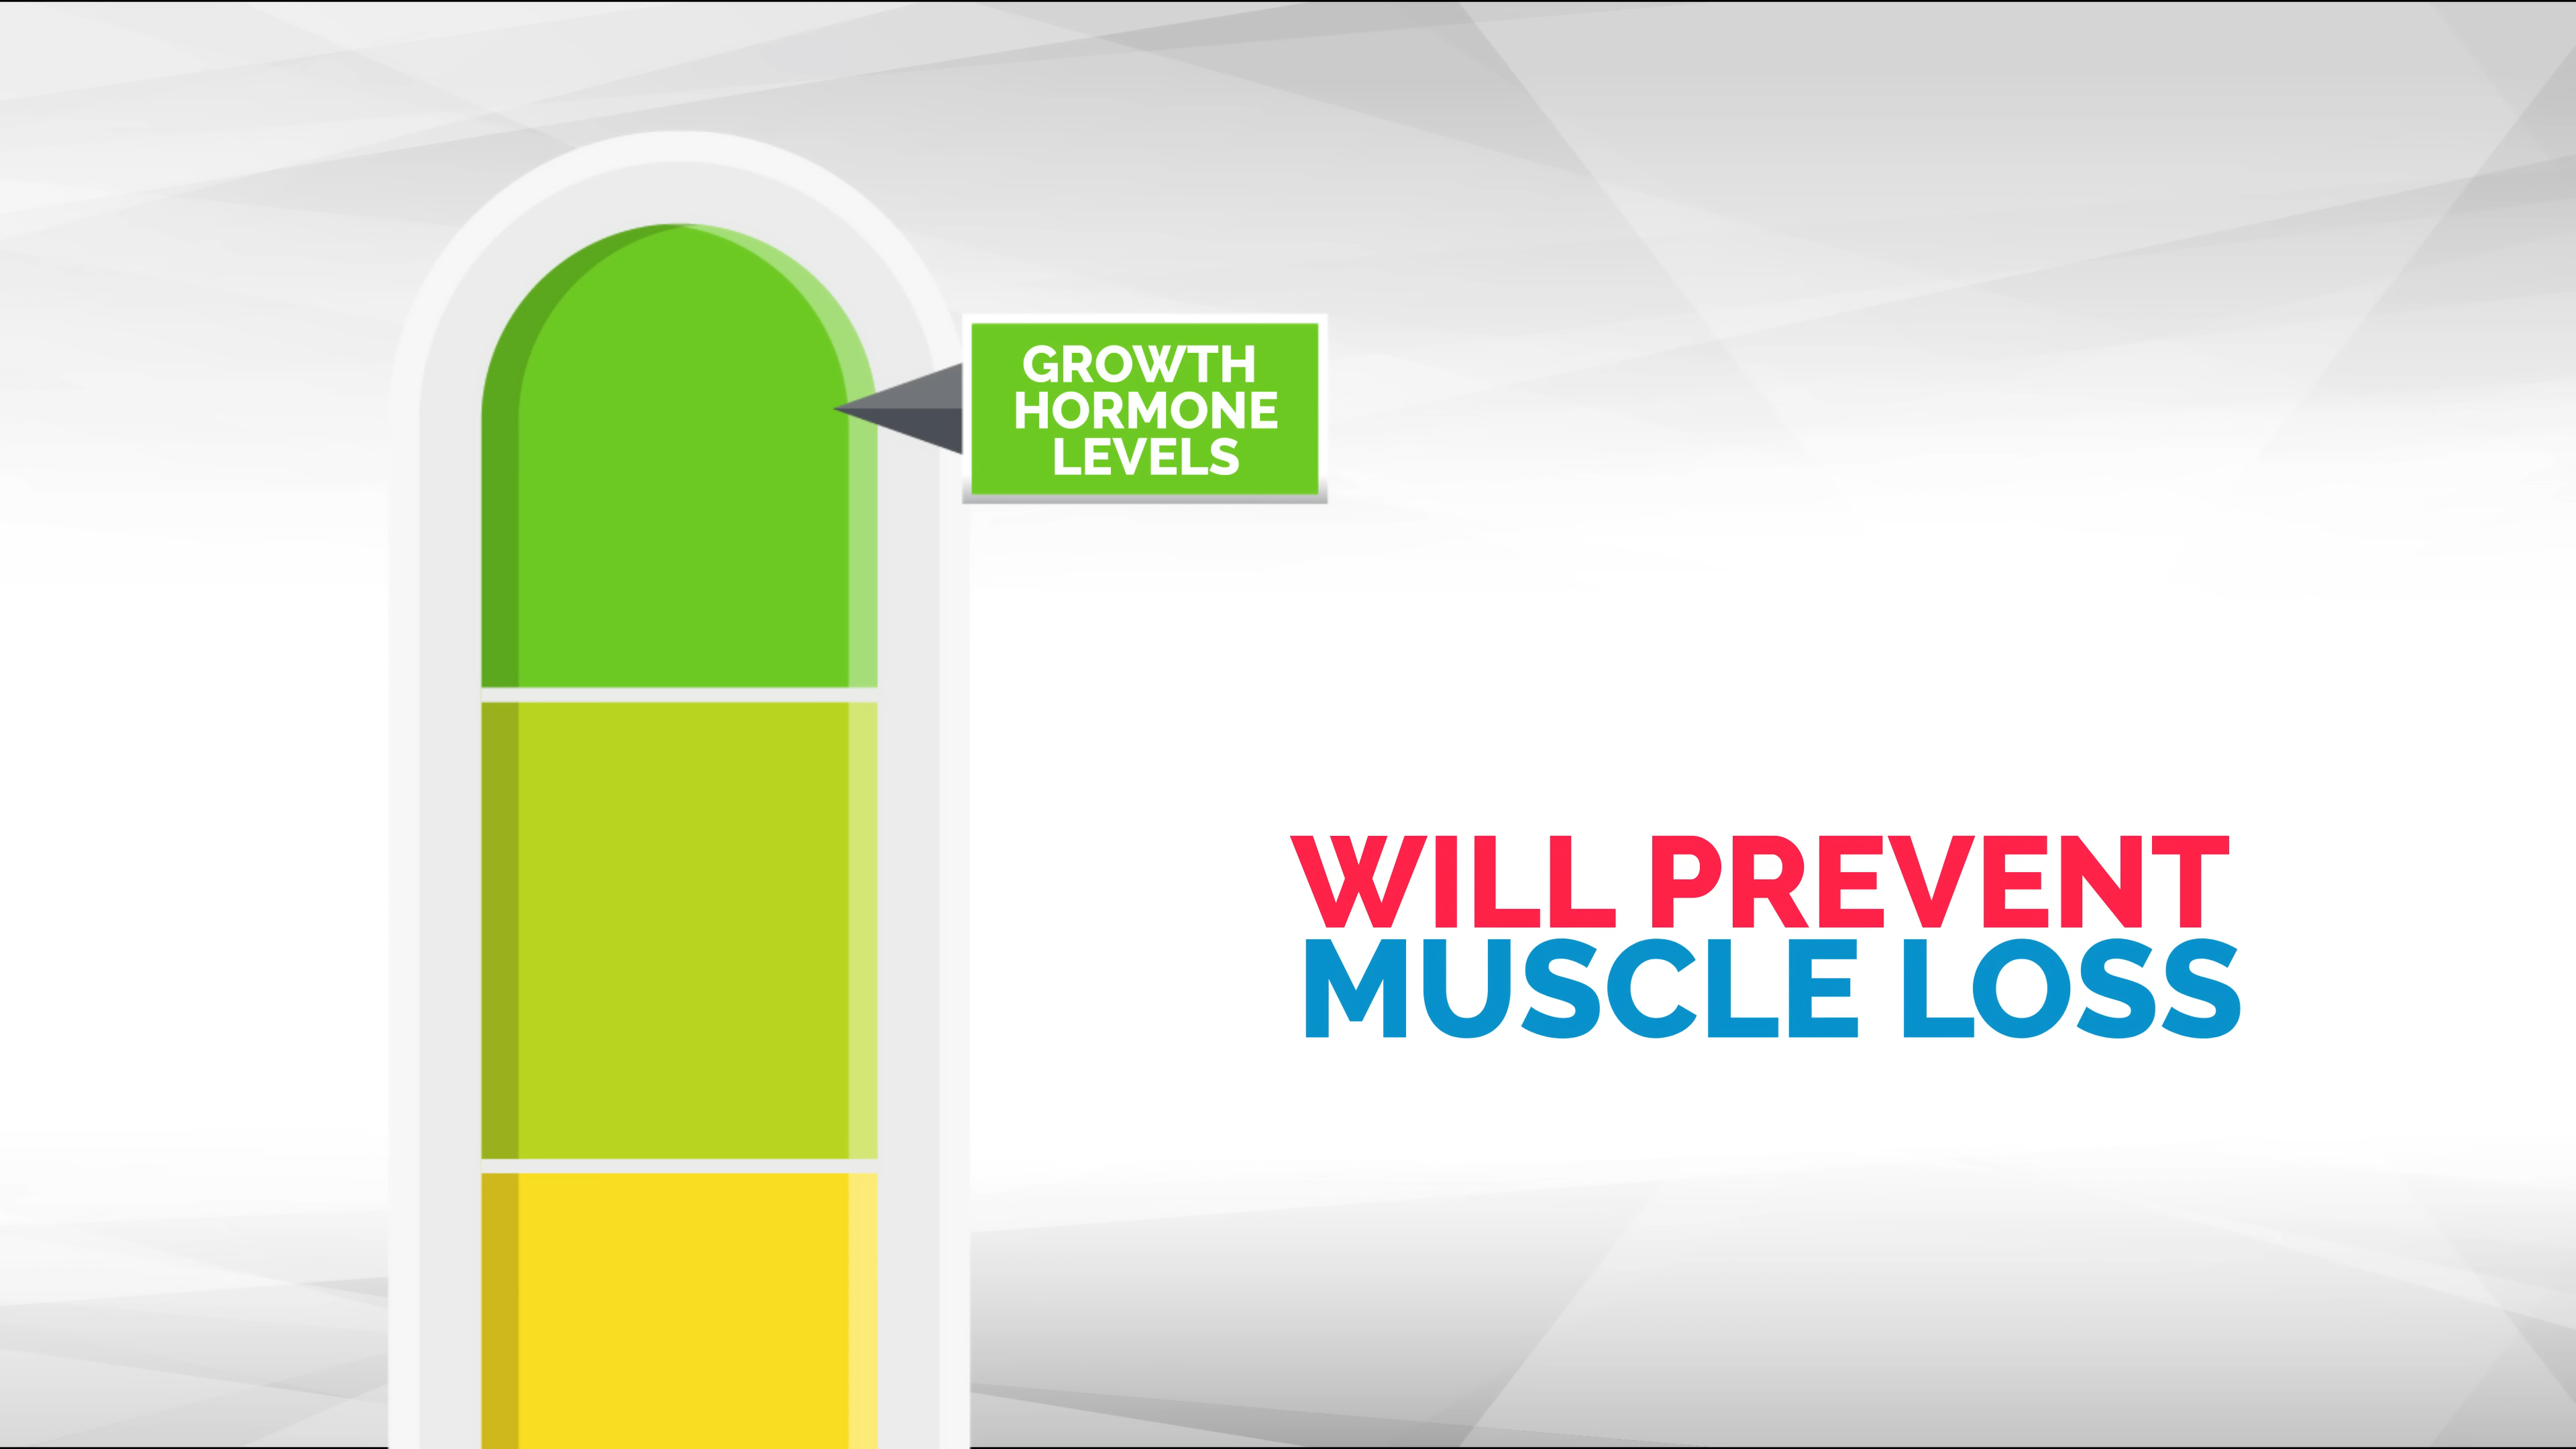 GROWTH
HORMONE
LEVELS
WILL PREVENT
MUSCLE LOSS